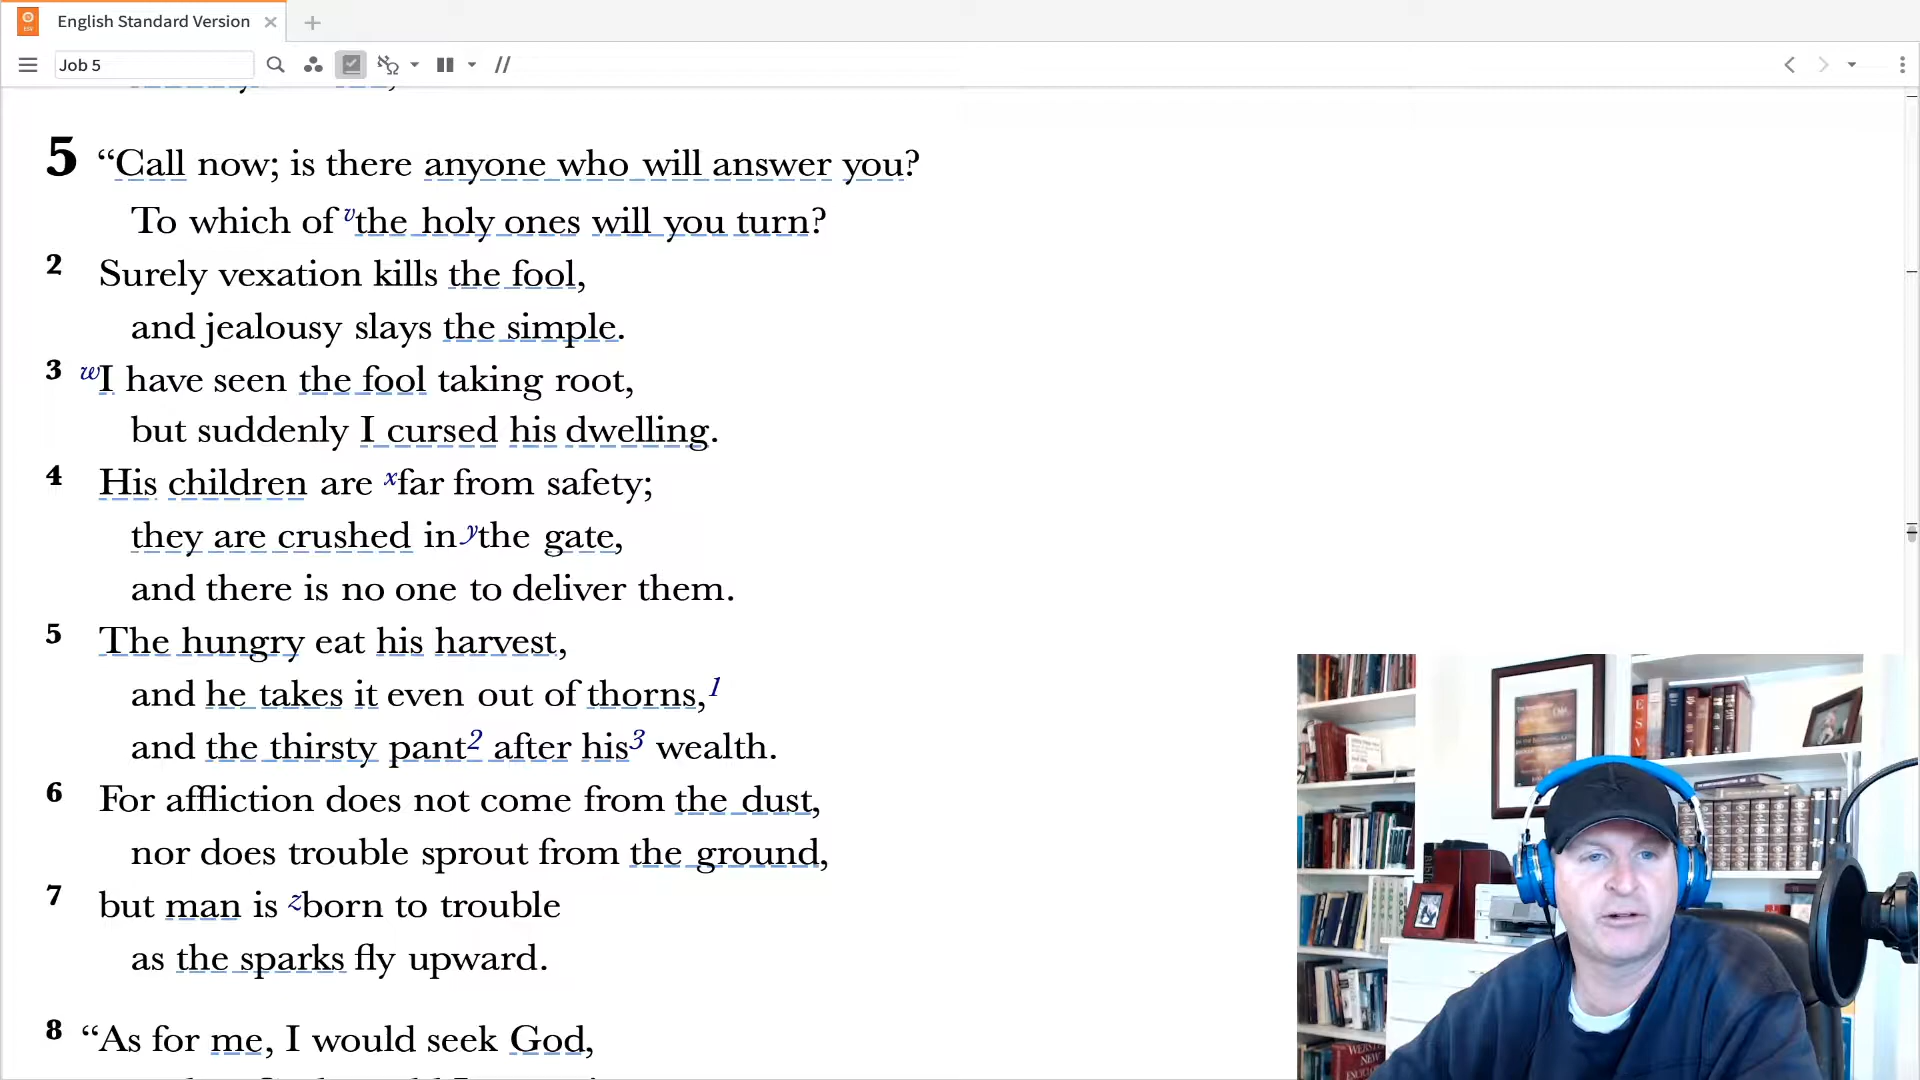 English Standard Version
Job 5
5 “Call now; is there anyone who will answer you?
To which of vthe holy ones will you turn?
2 Surely vexation kills the fool,
and jealousy slays the simple.
3 wI have seen the fool taking root,
but suddenly I cursed his dwelling.
4 His children are xfar from safety;
they are crushed in ythe gate,
and there is no one to deliver them.
5 The hungry eat his harvest,
and he takes it even out of thorns,1
and the thirsty pant2 after his3 wealth.
6 For affliction does not come from the dust,
nor does trouble sprout from the ground,
7 but man is zborn to trouble
as the sparks fly upward.
8 “As for me, I would seek God,